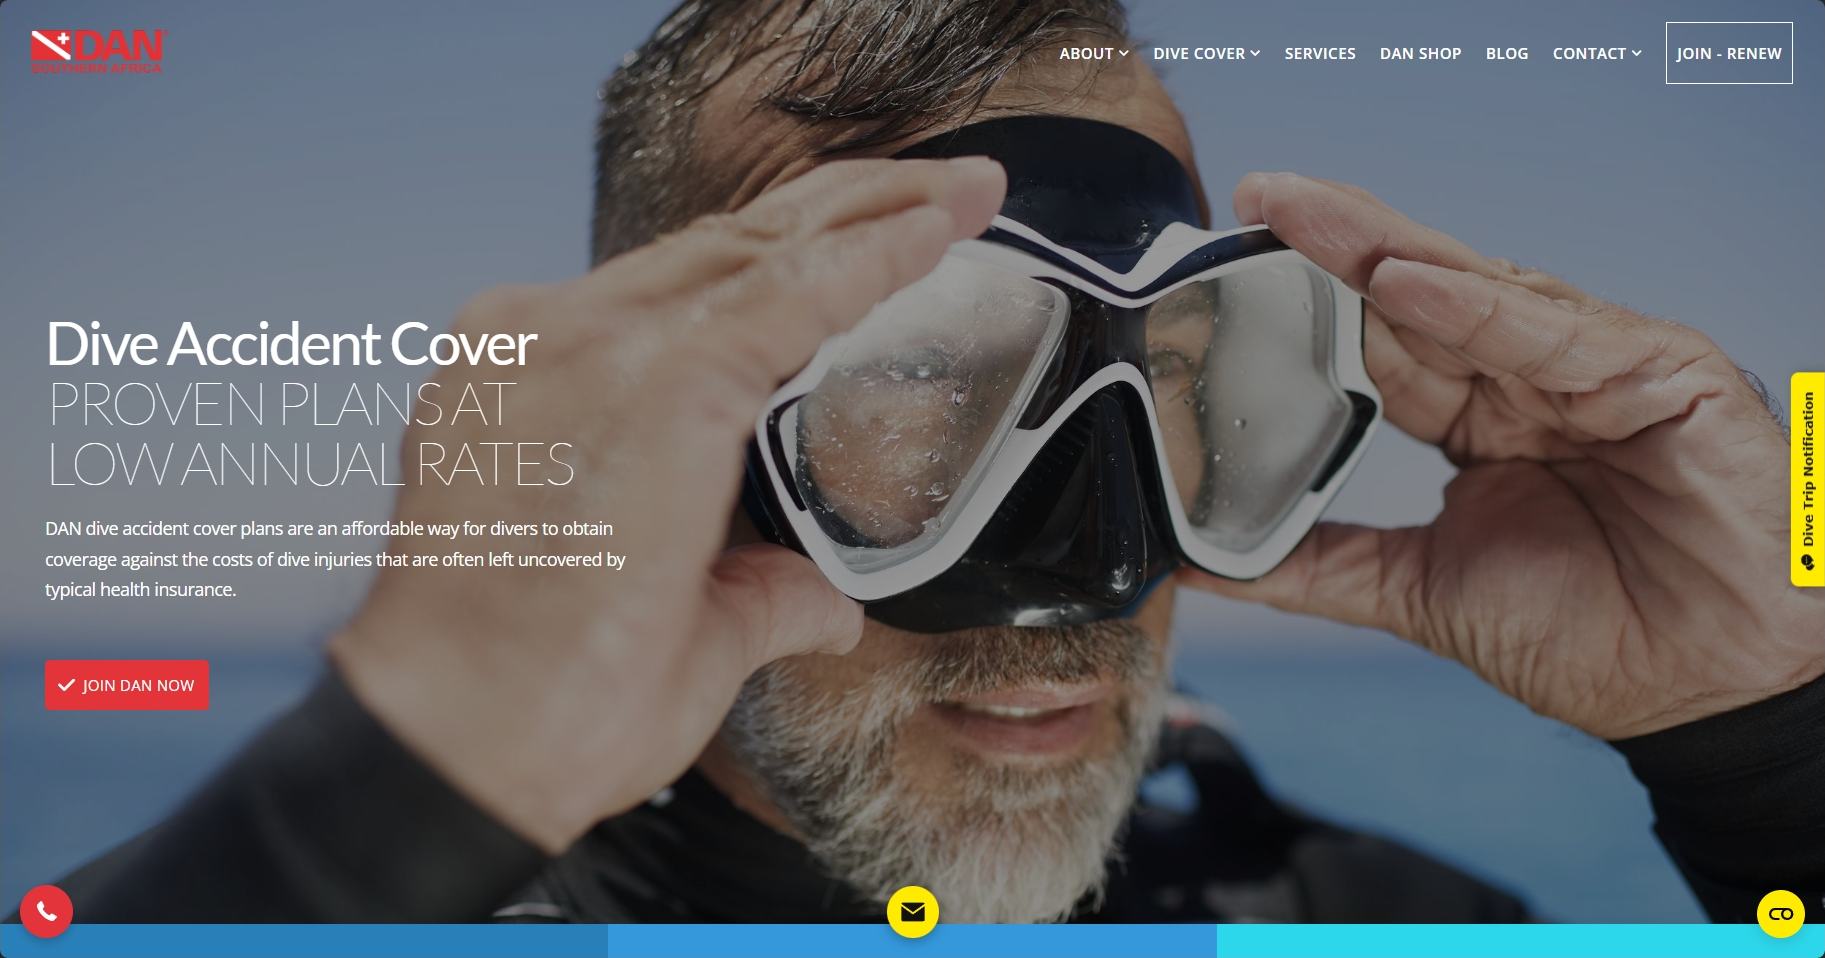 DAN
SOUTHERN AFRICA
ABOUT
DIVE COVER
SERVICES
DAN SHOP
BLOG
CONTACT
JOIN - RENEW
Dive Accident Cover
PROVEN PLANS AT
LOW ANNUAL RATES
DAN dive accident cover plans are an affordable way for divers to obtain
coverage against the costs of dive injuries that are often left uncovered by
typical health insurance.
JOIN DAN NOW
Dive Trip Notification